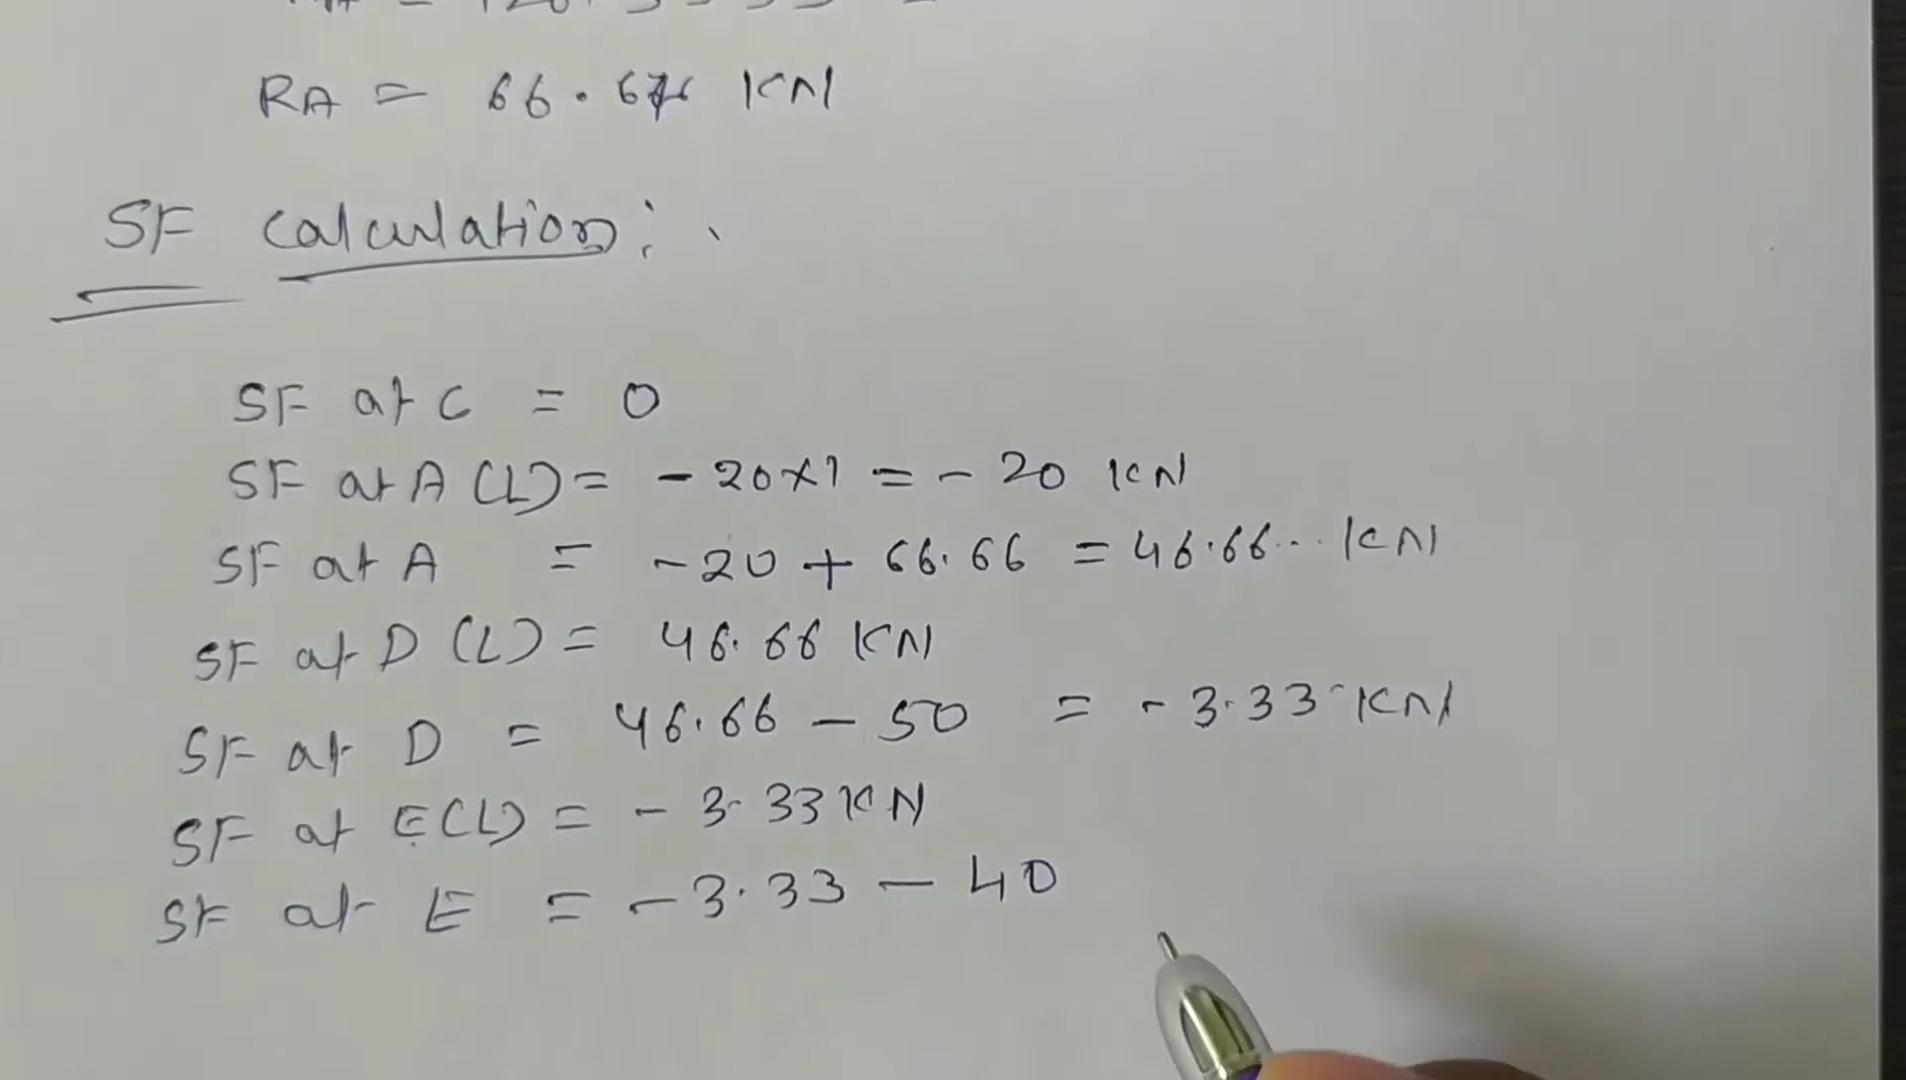 RA = 66.66 KN
SF calculation:
SF at C = 0
SF at A (L) = - 20×1 = - 20 KN
SF at A = -20 + 66.66 = 46.66... KN
SF at D (L) = 46.66 KN
SF at D = 46.66 - 50 = - 3.33 KN
SF at E (L) = - 3.33 KN
SF at E = - 3.33 - 40